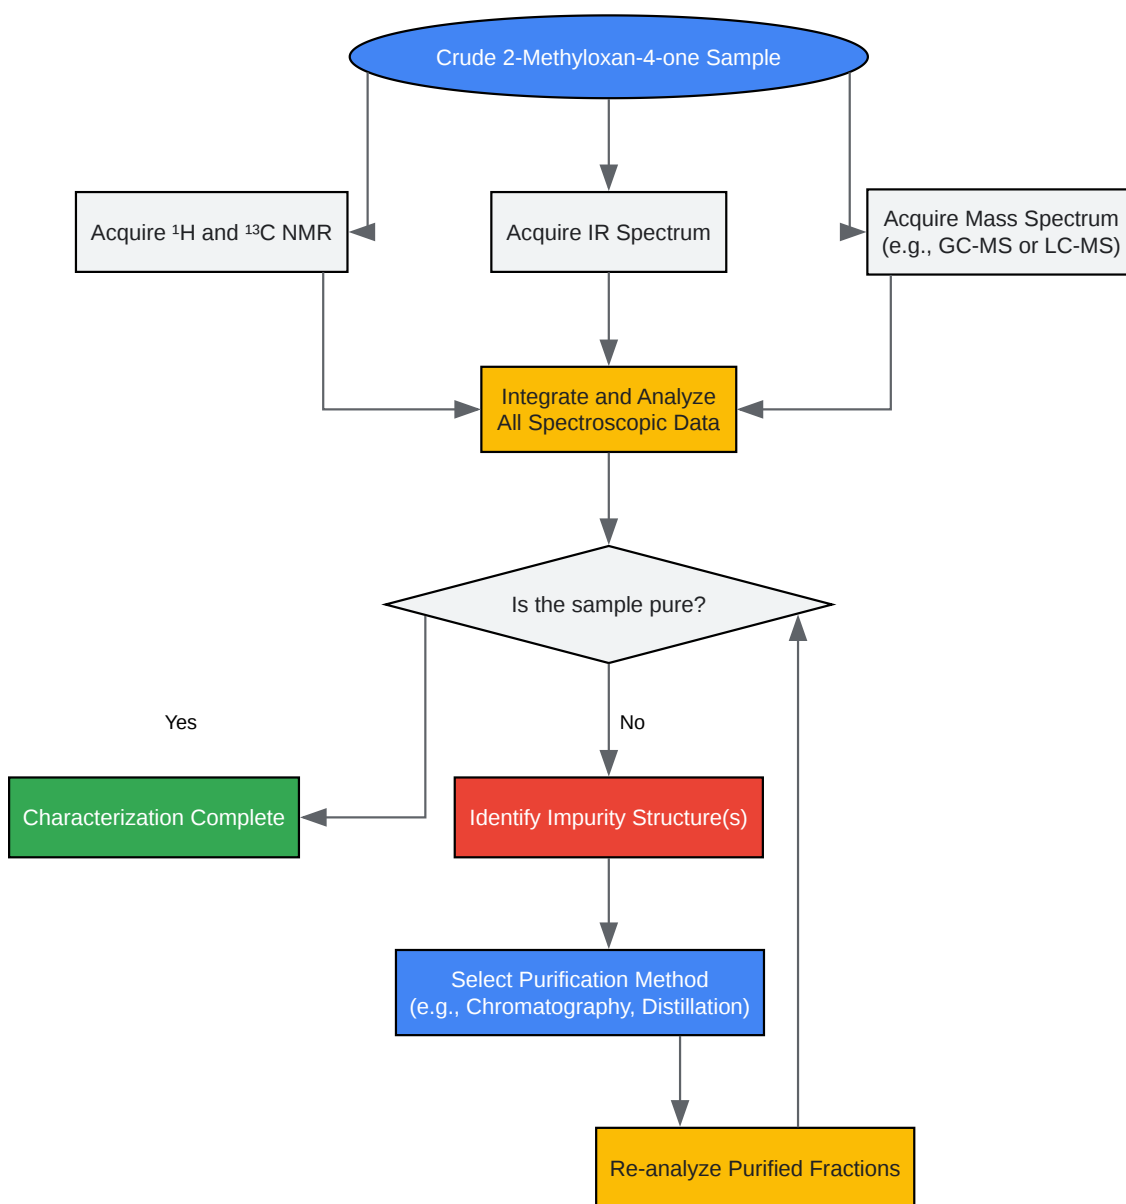 Crude 2-Methyloxan-4-one Sample
Acquire ¹H and ¹³C NMR
Acquire IR Spectrum
Acquire Mass Spectrum
(e.g., GC-MS or LC-MS)
Integrate and Analyze
All Spectroscopic Data
Is the sample pure?
Yes
No
Characterization Complete
Identify Impurity Structure(s)
Select Purification Method
(e.g., Chromatography, Distillation)
Re-analyze Purified Fractions